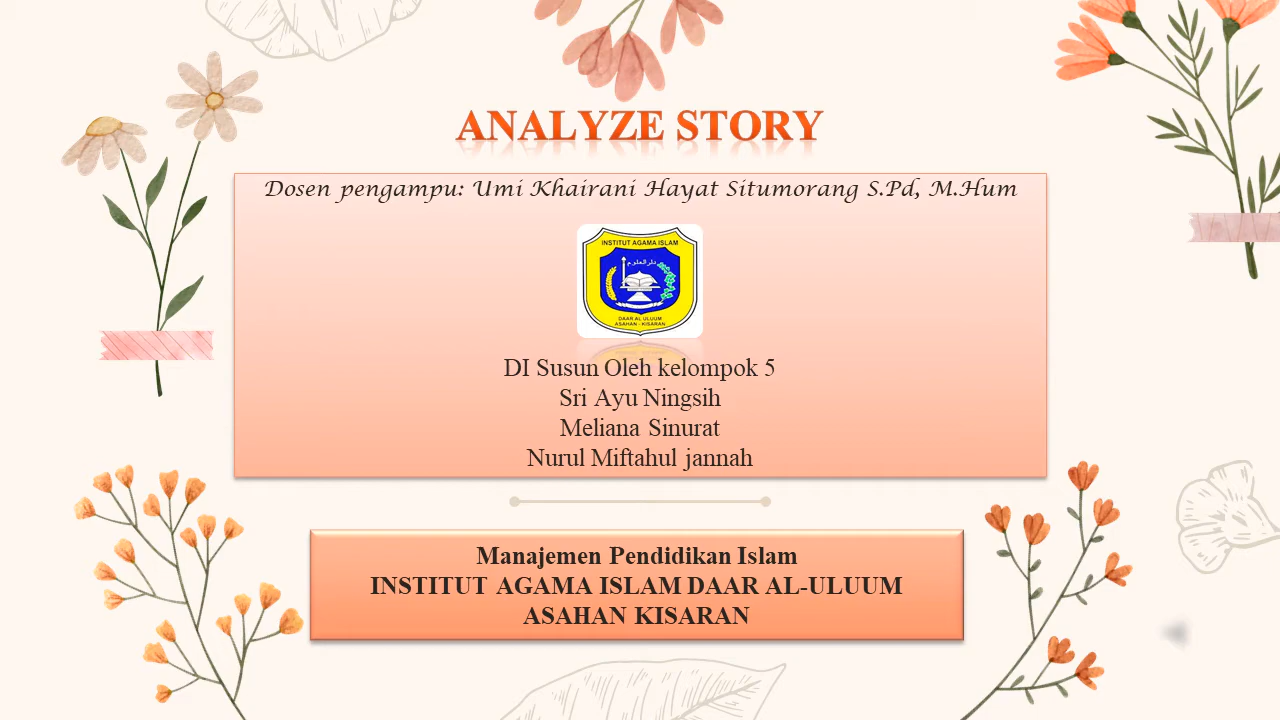 ANALYZE STORY
Dosen pengampu: Umi Khairani Hayat Situmorang S.Pd, M.Hum
INSTITUT AGAMA ISLAM
دار العلوم
DAAR AL ULUUM
ASAHAN - KISARAN
DI Susun Oleh kelompok 5
Sri Ayu Ningsih
Meliana Sinurat
Nurul Miftahul jannah
Manajemen Pendidikan Islam
INSTITUT AGAMA ISLAM DAAR AL-ULUUM
ASAHAN KISARAN